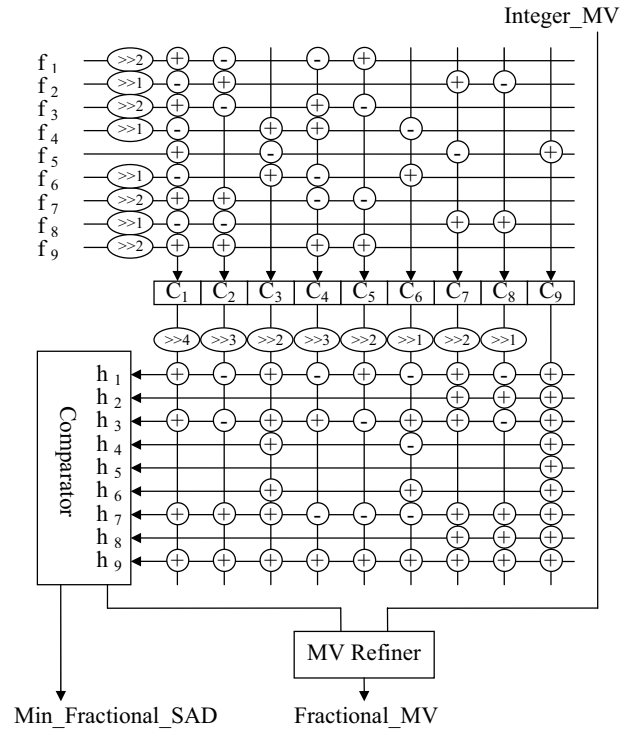 Integer_MV
f 1 >>2 + - - +
f 2 >>1 - + + -
f 3 >>2 + - + -
f 4 >>1 - + + -
f 5 + - - +
f 6 >>1 - + - +
f 7 >>2 + + - -
f 8 >>1 - - + +
f 9 >>2 + + + +
C1 C2 C3 C4 C5 C6 C7 C8 C9
>>4 >>3 >>2 >>3 >>2 >>1 >>2 >>1
Comparator
h 1 + - + - + - + - +
h 2 + + +
h 3 + - + + - + + - +
h 4 + - +
h 5 +
h 6 + + +
h 7 + + + - - - + + +
h 8 + + +
h 9 + + + + + + + + +
MV Refiner
Min_Fractional_SAD Fractional_MV